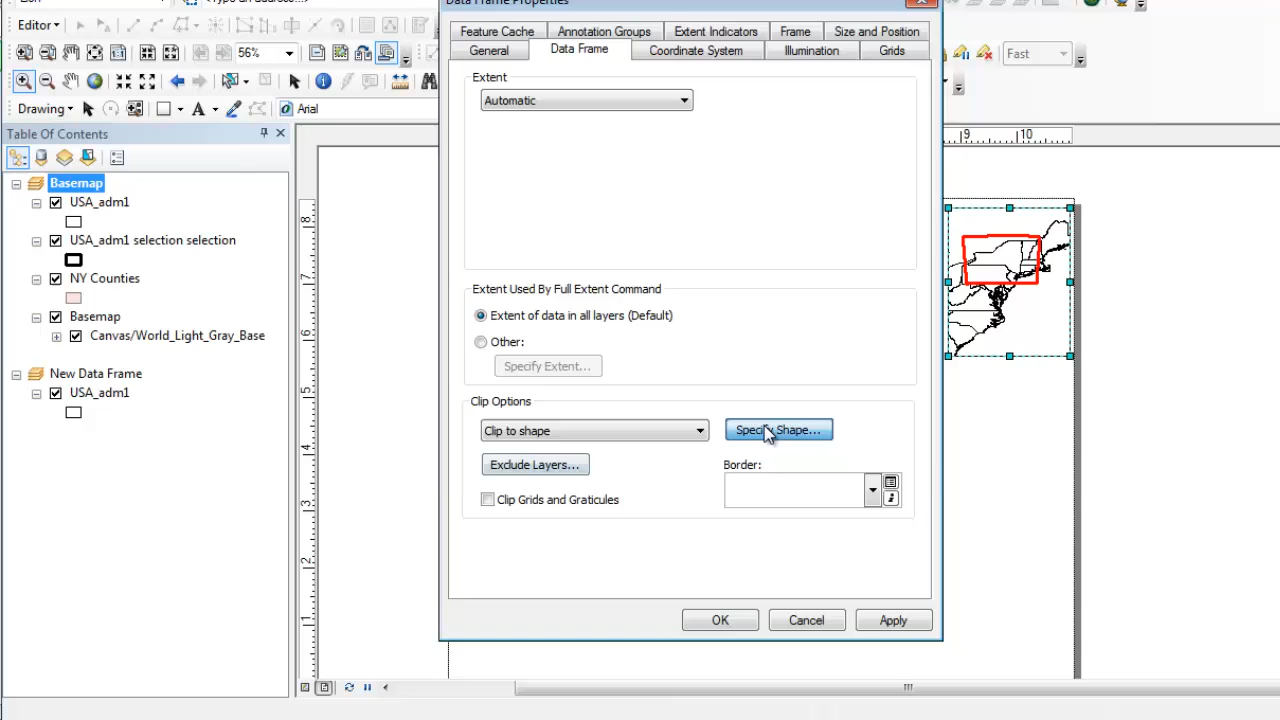 Data Frame Properties
Editor
56%
Fast
Drawing
A
Arial
Feature Cache
Annotation Groups
Extent Indicators
Frame
Size and Position
General
Data Frame
Coordinate System
Illumination
Grids
Table Of Contents
Basemap
USA_adm1
USA_adm1 selection selection
NY Counties
Basemap
Canvas/World_Light_Gray_Base
New Data Frame
USA_adm1
Extent
Automatic
Extent Used By Full Extent Command
Extent of data in all layers (Default)
Other:
Specify Extent...
Clip Options
Clip to shape
Specify Shape...
Exclude Layers...
Border:
Clip Grids and Graticules
OK
Cancel
Apply
9
10
8
7
6
5
4
3
2
1